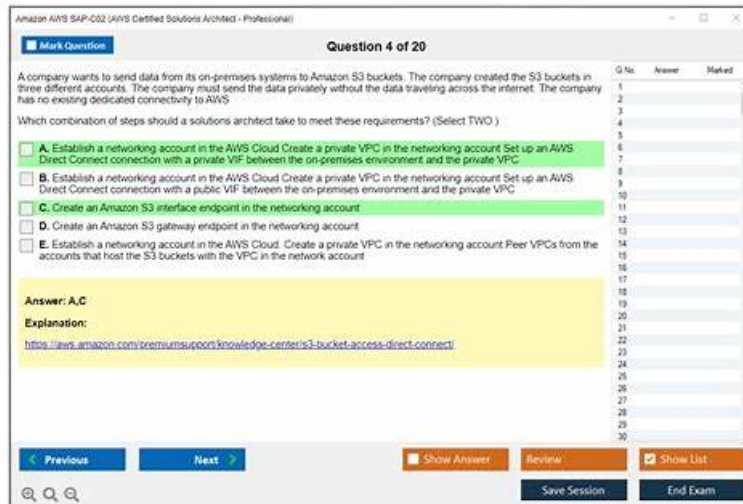 Amazon AWS SAP-C02 (AWS Certified Solutions Architect - Professional)
Mark Question
Question 4 of 20
A company wants to send data from its on-premises systems to Amazon S3 buckets. The company created the S3 buckets in
three different accounts. The company must send the data privately without the data traveling across the internet. The company
has no existing dedicated connectivity to AWS
Which combination of steps should a solutions architect take to meet these requirements? (Select TWO.)
A. Establish a networking account in the AWS Cloud Create a private VPC in the networking account Set up an AWS
Direct Connect connection with a private VIF between the on-premises environment and the private VPC
B. Establish a networking account in the AWS Cloud Create a private VPC in the networking account Set up an AWS
Direct Connect connection with a public VIF between the on-premises environment and the private VPC
C. Create an Amazon S3 interface endpoint in the networking account
D. Create an Amazon S3 gateway endpoint in the networking account
E. Establish a networking account in the AWS Cloud. Create a private VPC in the networking account Peer VPCs from the
accounts that host the S3 buckets with the VPC in the network account
Answer: A,C
Explanation:
https://aws.amazon.com/premiumsupport/knowledge-center/s3-bucket-access-direct-connect/
Q No. Answer Marked
1
2
3
4
5
6
7
8
9
10
11
12
13
14
15
16
17
18
19
20
21
22
23
24
25
26
27
28
29
30
Previous
Next
Show Answer
Review
Show List
Save Session
End Exam